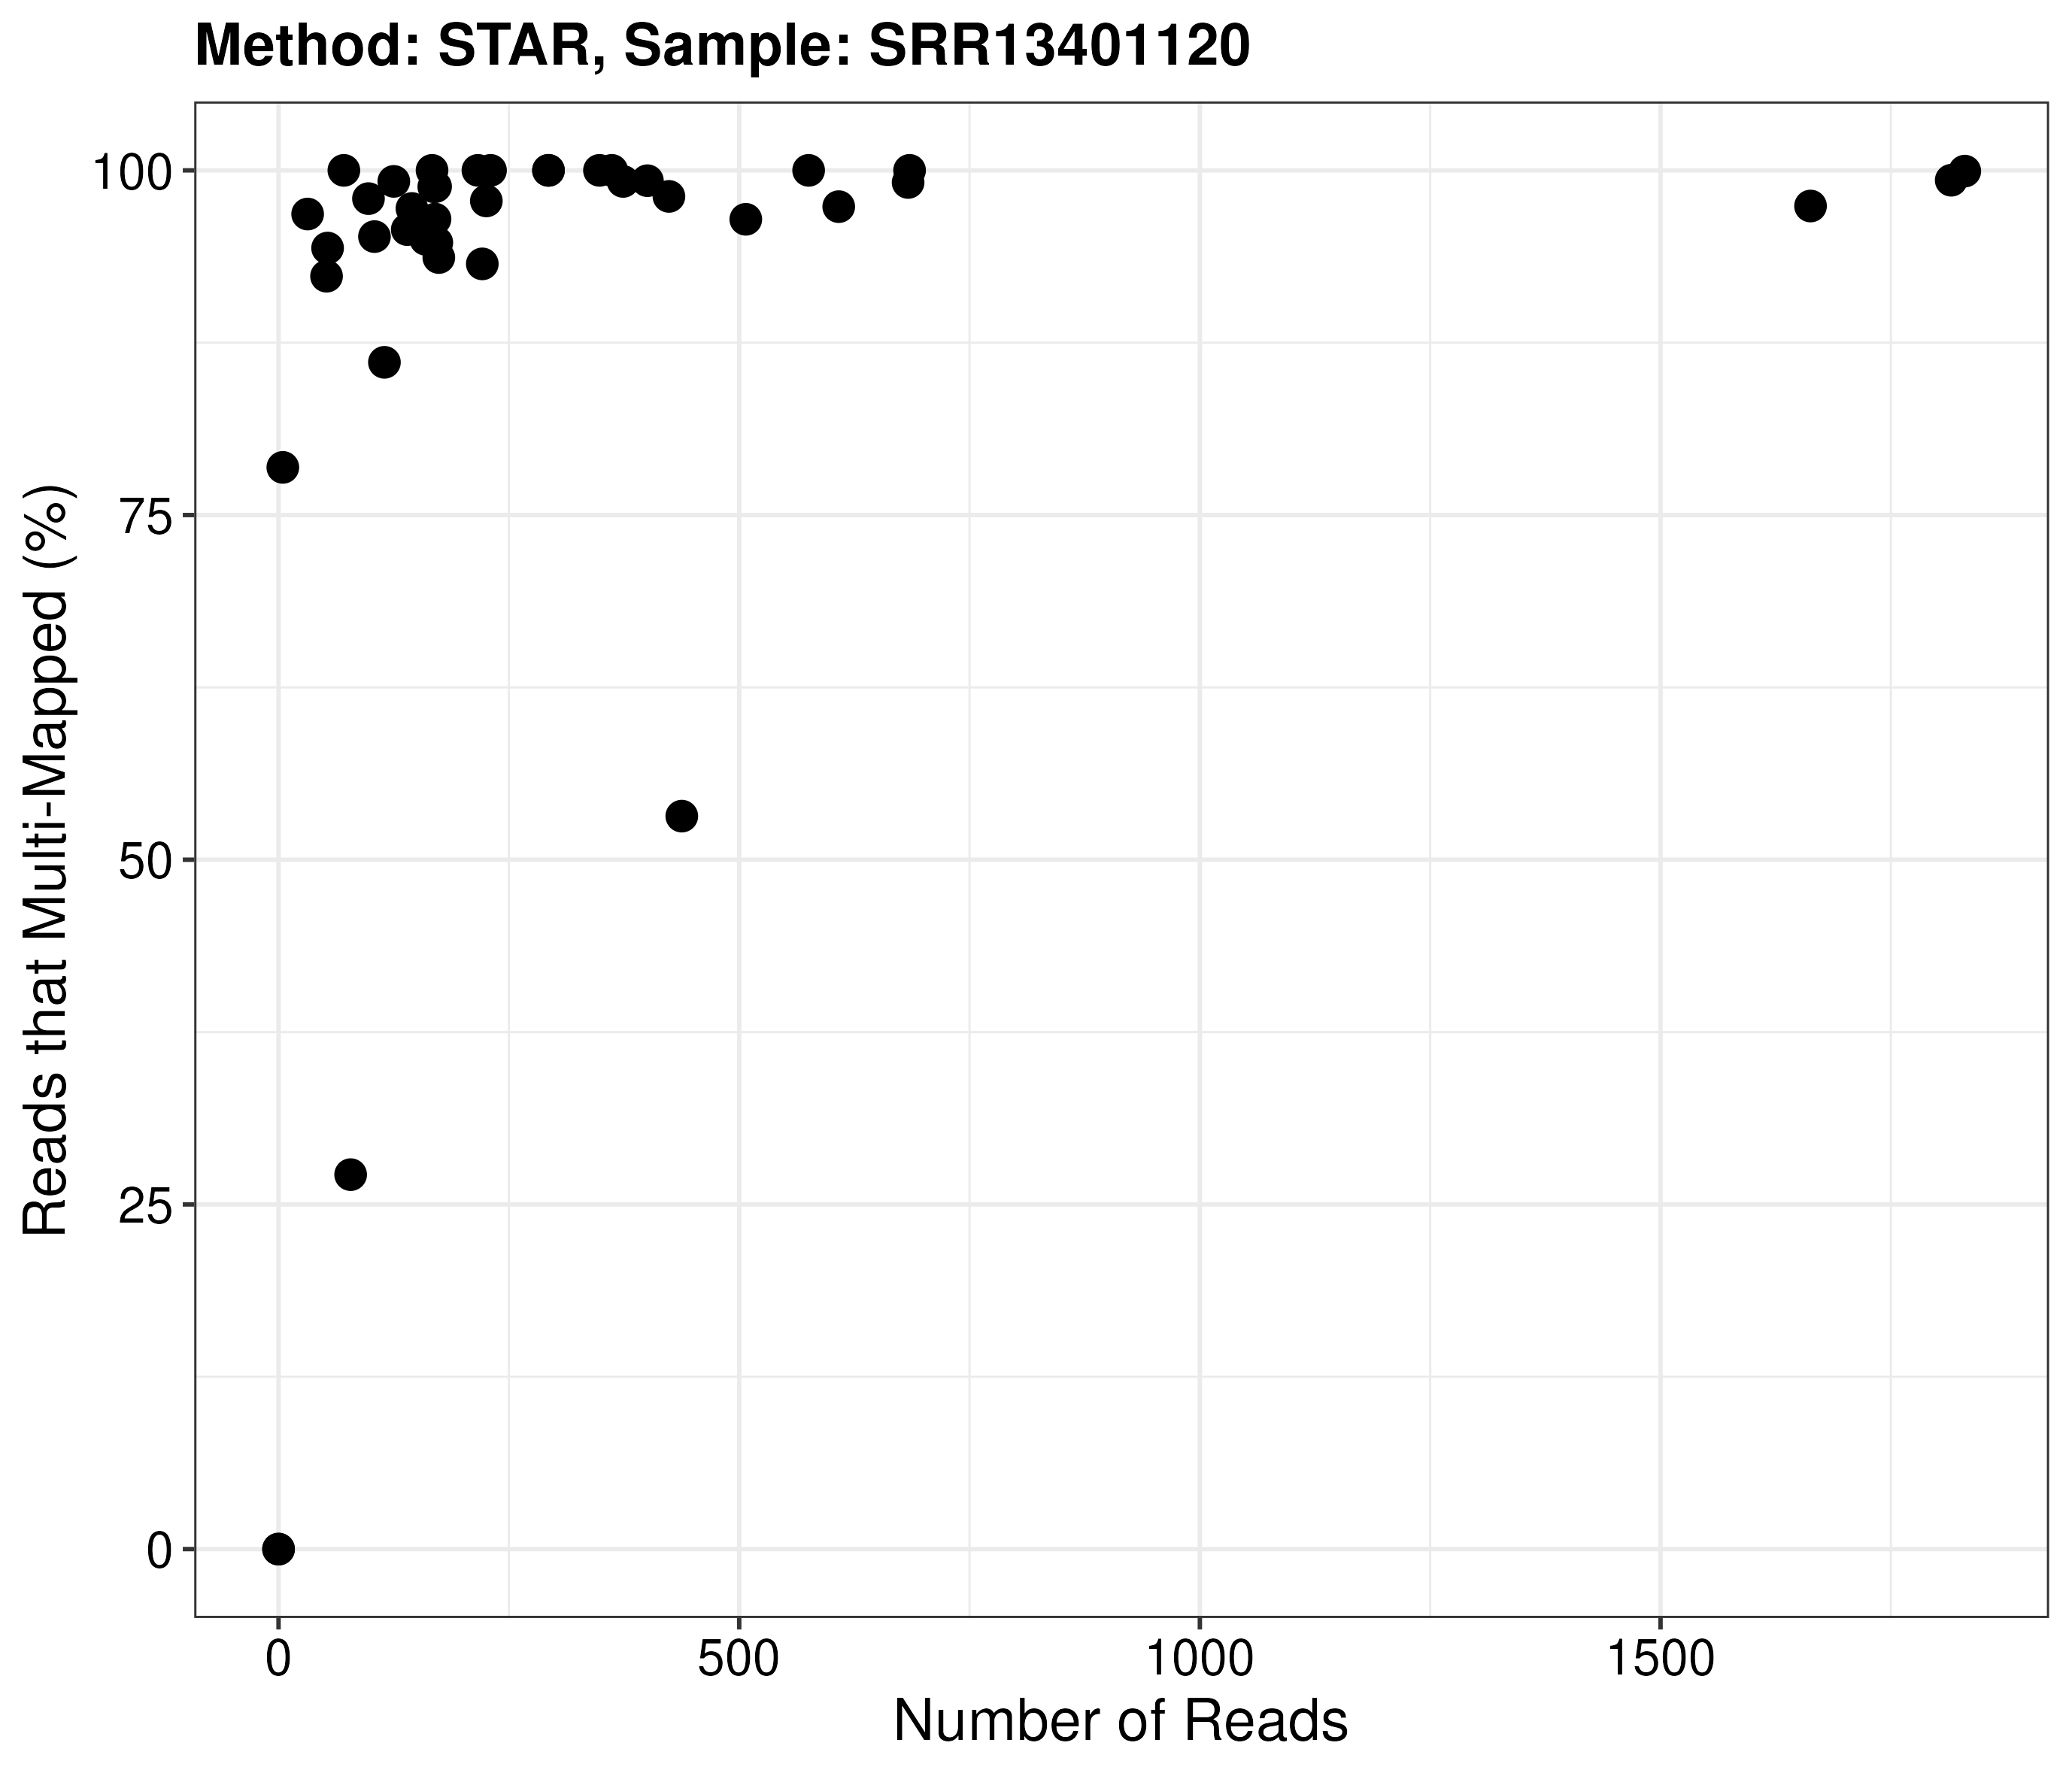 Method: STAR, Sample: SRR13401120
Reads that Multi-Mapped (%)
100
75
50
25
0
0 500 1000 1500
Number of Reads